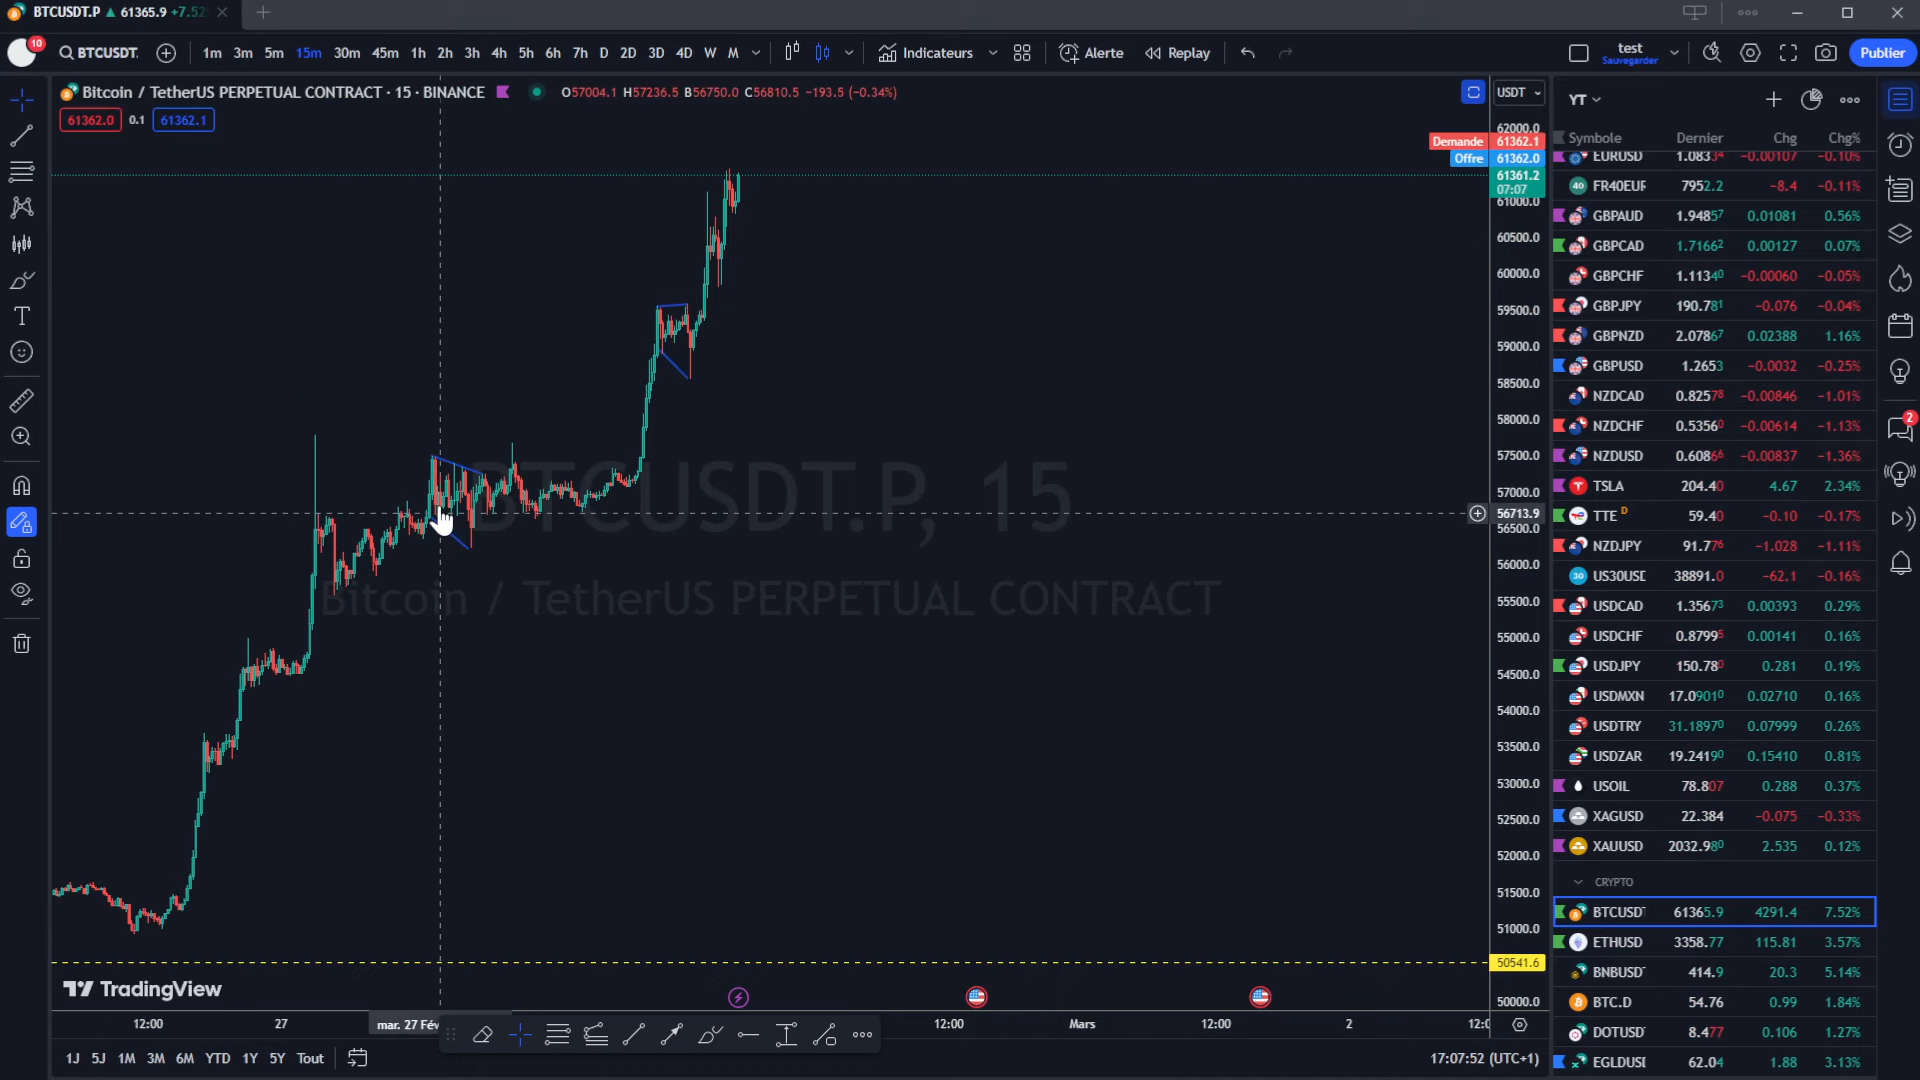 BTCUSDT.P ▲ 61365.9 +7.52
10 BTCUSDT. 1m 3m 5m 15m 30m 45m 1h 2h 3h 4h 5h 6h 7h D 2D 3D 4D W M Indicateurs Alerte Replay test Sauvegarder Publier
Bitcoin / TetherUS PERPETUAL CONTRACT · 15 · BINANCE O57004.1 H57236.5 B56750.0 C56810.5 −193.5 (−0.34%) USDT
61362.0 0.1 61362.1
62000.0
Demande 61362.1
Offre 61362.0
61361.2
07:07
61000.0
60500.0
60000.0
59500.0
59000.0
58500.0
58000.0
57500.0
57000.0
56713.9
56500.0
56000.0
55500.0
55000.0
54500.0
54000.0
53500.0
53000.0
52500.0
52000.0
51500.0
51000.0
50541.6
50000.0
BTCUSDT.P, 15
Bitcoin / TetherUS PERPETUAL CONTRACT
TradingView
12:00 27 mar. 27 Fév 12:00 Mars 12:00 2 12:0
1J 5J 1M 3M 6M YTD 1Y 5Y Tout 17:07:52 (UTC+1)
YT
Symbole Dernier Chg Chg%
EURUSD 1.08334 −0.00107 −0.10%
40 FR40EUR 7952.2 −8.4 −0.11%
GBPAUD 1.94857 0.01081 0.56%
GBPCAD 1.71662 0.00127 0.07%
GBPCHF 1.11340 −0.00060 −0.05%
GBPJPY 190.781 −0.076 −0.04%
GBPNZD 2.07867 0.02388 1.16%
GBPUSD 1.2653 −0.0032 −0.25%
NZDCAD 0.82578 −0.00846 −1.01%
NZDCHF 0.53560 −0.00614 −1.13%
NZDUSD 0.60866 −0.00837 −1.36%
TSLA 204.40 4.67 2.34%
TTE D 59.40 −0.10 −0.17%
NZDJPY 91.776 −1.028 −1.11%
30 US30USD 38891.0 −62.1 −0.16%
USDCAD 1.35673 0.00393 0.29%
USDCHF 0.87995 0.00141 0.16%
USDJPY 150.780 0.281 0.19%
USDMXN 17.09010 0.02710 0.16%
USDTRY 31.18970 0.07999 0.26%
USDZAR 19.24190 0.15410 0.81%
USOIL 78.807 0.288 0.37%
XAGUSD 22.384 −0.075 −0.33%
XAUUSD 2032.980 2.535 0.12%
CRYPTO
BTCUSDT 61365.9 4291.4 7.52%
ETHUSD 3358.77 115.81 3.57%
BNBUSDT 414.9 20.3 5.14%
BTC.D 54.76 0.99 1.84%
DOTUSDT 8.477 0.106 1.27%
EGLDUSD 62.04 1.88 3.13%
2